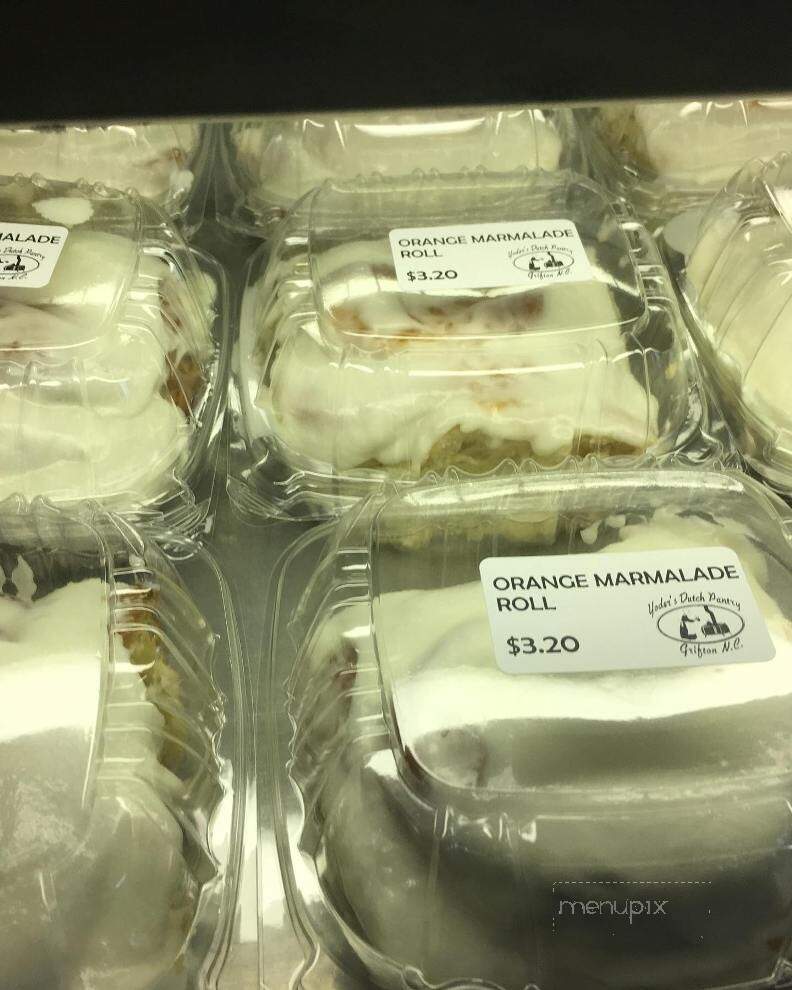 ALADE
ORANGE MARMALADE
ROLL
$3.20
Yoder's Dutch Pantry
Grifton N.C.
ORANGE MARMALADE
ROLL
$3.20
Yoder's Dutch Pantry
Grifton N.C.
menupix